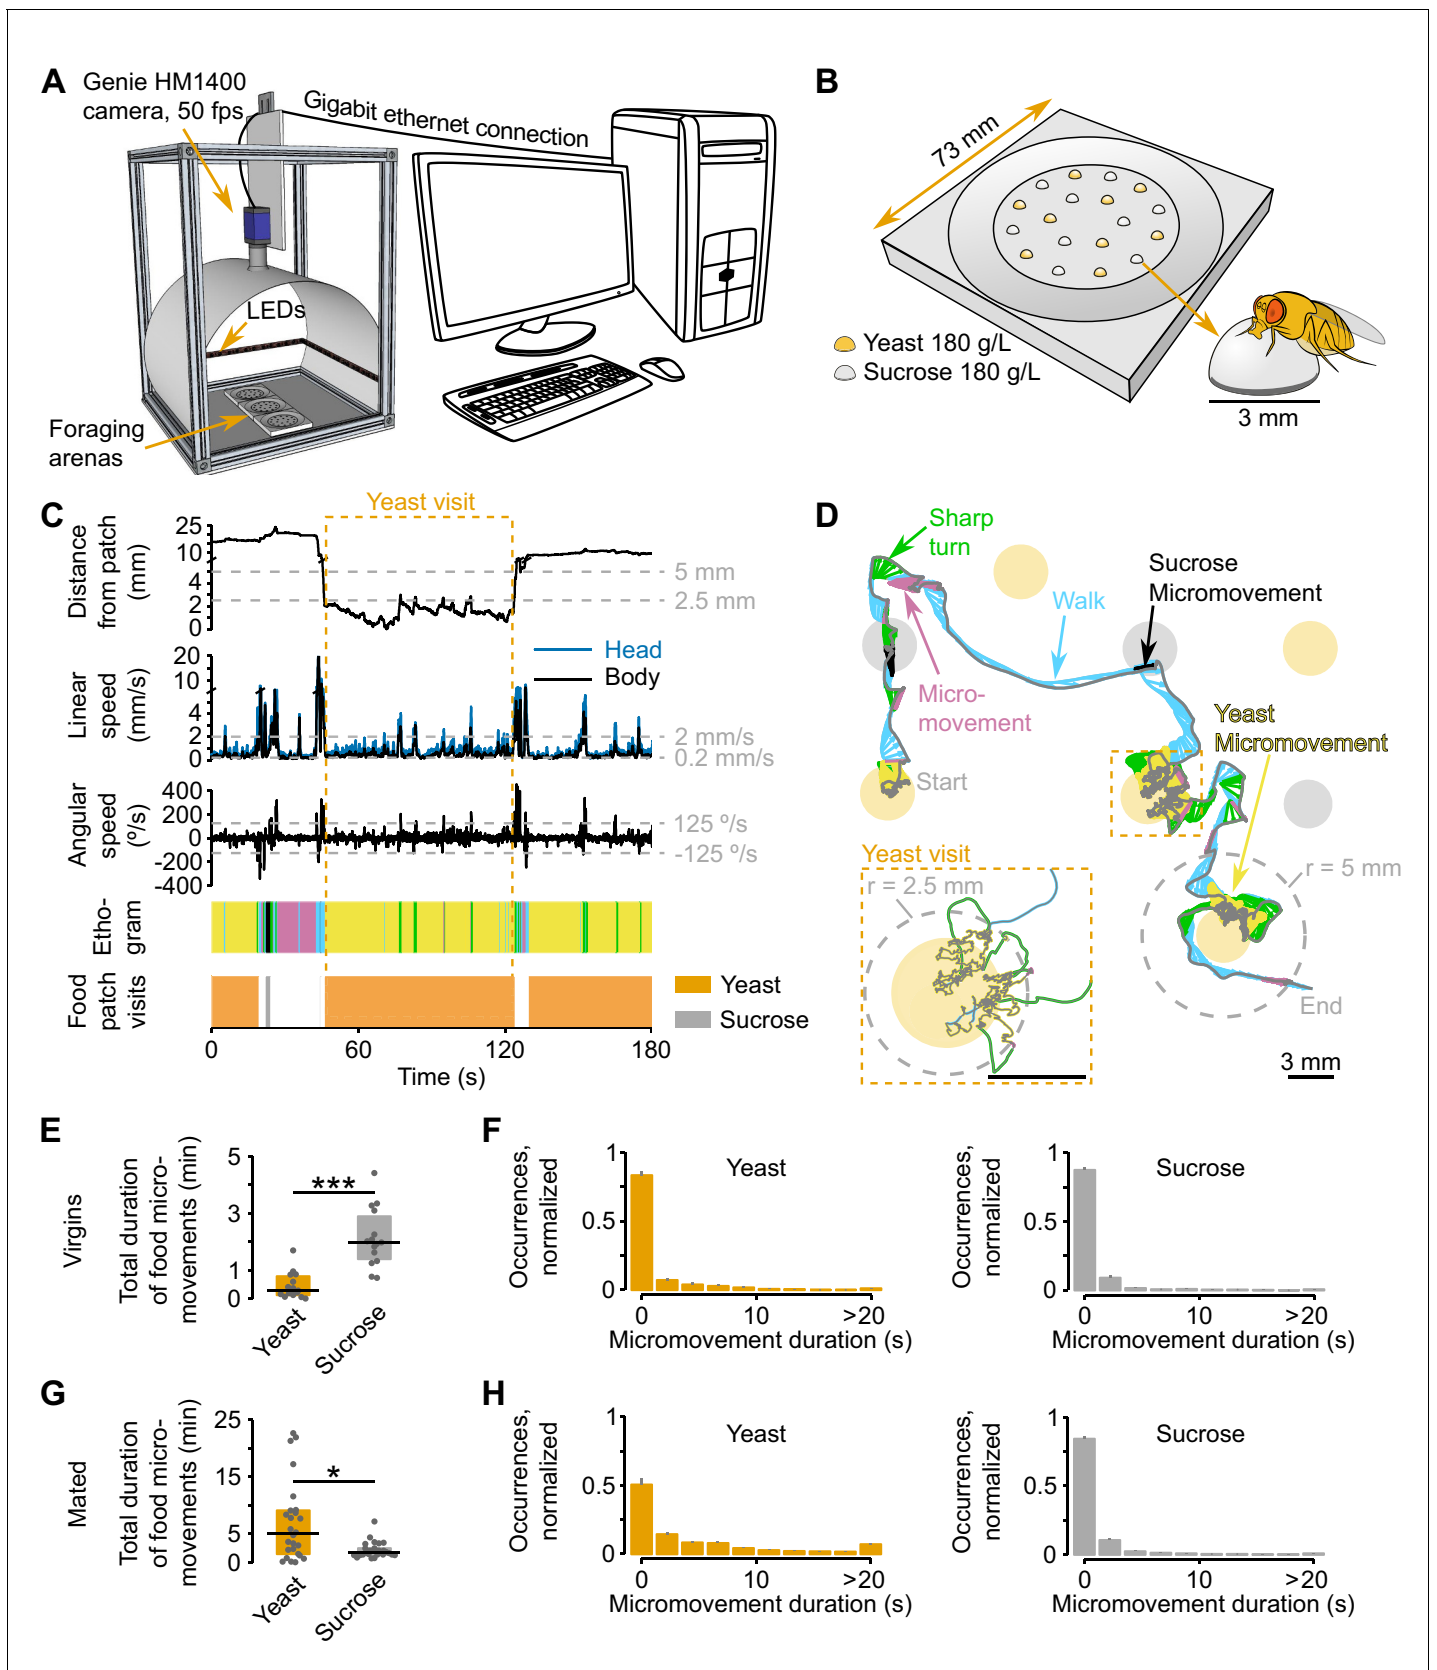 A
Genie HM1400
camera, 50 fps
Gigabit ethernet connection
LEDs
Foraging
arenas
B
73 mm
Yeast 180 g/L
Sucrose 180 g/L
3 mm
C
Yeast visit
Distance
from patch
(mm)
25
10
4
2
0
5 mm
2.5 mm
Linear
speed
(mm/s)
20
10
4
2
0
Head
Body
2 mm/s
0.2 mm/s
Angular
speed
(º/s)
400
200
0
-200
-400
125 º/s
-125 º/s
Etho-
gram
Food
patch
visits
Yeast
Sucrose
0
60
120
180
Time (s)
D
Sharp
turn
Sucrose
Micromovement
Walk
Micro-
movement
Yeast
Micromovement
Start
Yeast visit
r = 2.5 mm
r = 5 mm
End
3 mm
E
Virgins
Total duration
of food micro-
movements (min)
5
3
1
0
***
Yeast
Sucrose
F
Occurrences,
normalized
1
0.5
0
Yeast
0
10
>20
Micromovement duration (s)
Occurrences,
normalized
1
0.5
0
Sucrose
0
10
>20
Micromovement duration (s)
G
Mated
Total duration
of food micro-
movements (min)
25
15
5
0
*
Yeast
Sucrose
H
Occurrences,
normalized
1
0.5
0
Yeast
0
10
>20
Micromovement duration (s)
Occurrences,
normalized
1
0.5
0
Sucrose
0
10
>20
Micromovement duration (s)